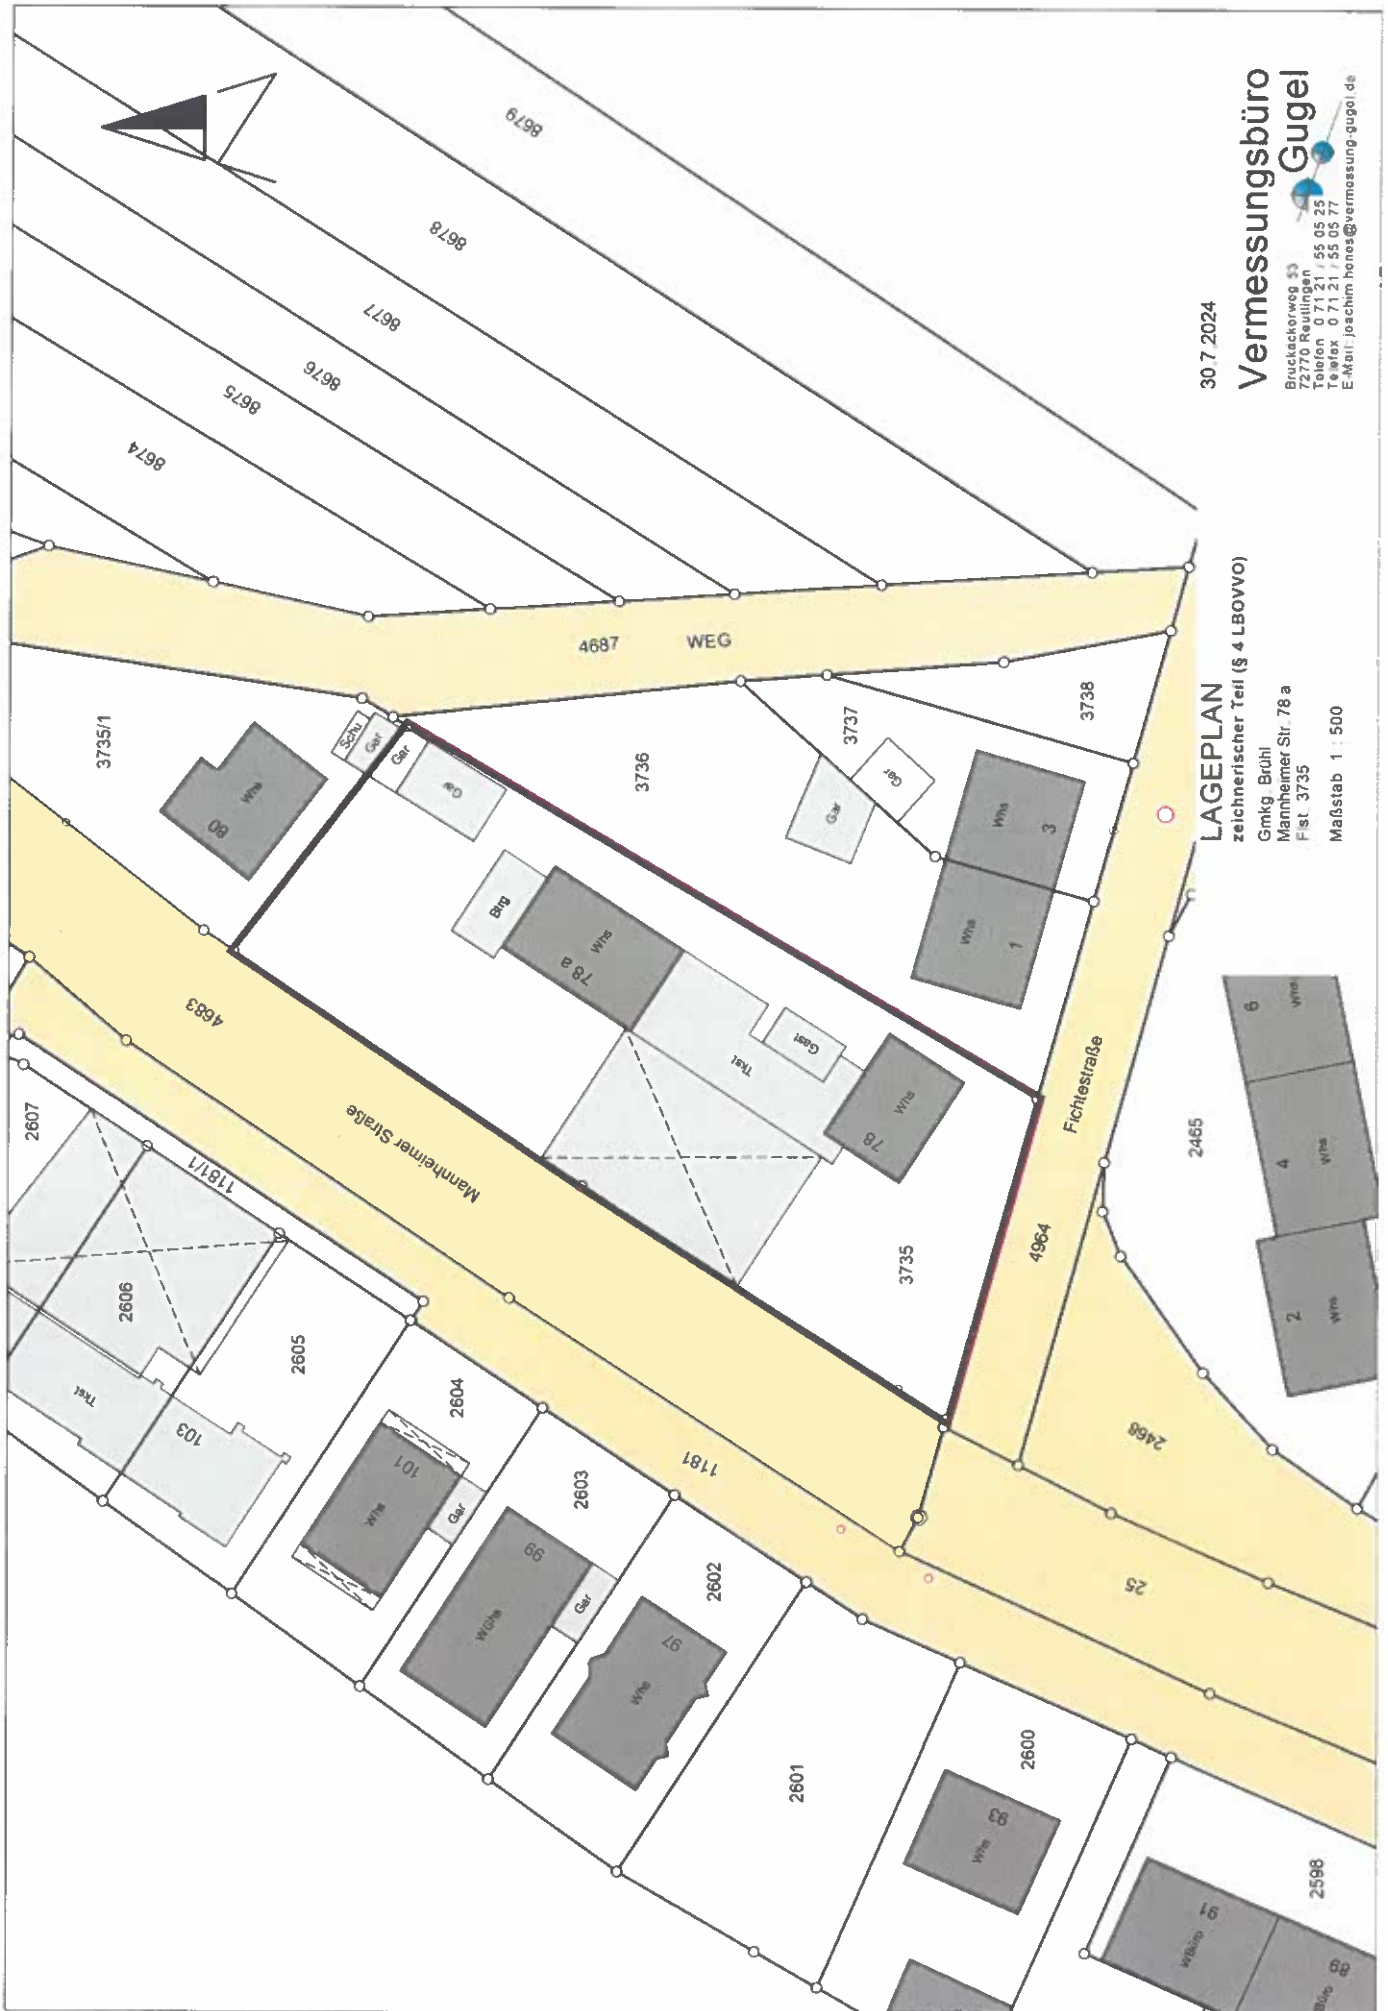 8679
8678
8677
8676
8675
8674
4687 WEG
3735/1
Schu
Gar
Gar
Gar
80
Whs
3736
3737
3738
Gar
Gar
Whs
3
Whs
1
Btrg
Whs
78 a
Tkst
Gast
Whs
78
3735
4683
Mannheimer Straße
Fichtestraße
4964
2465
6
Whs
4
Whs
2
Whs
2468
25
1181
1181/1
2607
2606
2605
2604
2603
2602
2601
2600
2598
Tkst
103
101
Whs
Gar
99
WGhs
Gar
97
Whs
93
Whs
91
WBüro
89
LAGEPLAN
zeichnerischer Teil (§ 4 LBOVVO)
Gmkg. Brühl
Mannheimer Str. 78 a
Flst. 3735
Maßstab 1 : 500
30.7.2024
Vermessungsbüro
Gugel
Bruckäckerweg 53
72770 Reutlingen
Telefon 0 71 21 / 55 05 25
Telefax 0 71 21 / 55 05 77
E-Mail: joachim.hones@vermessung-gugel.de